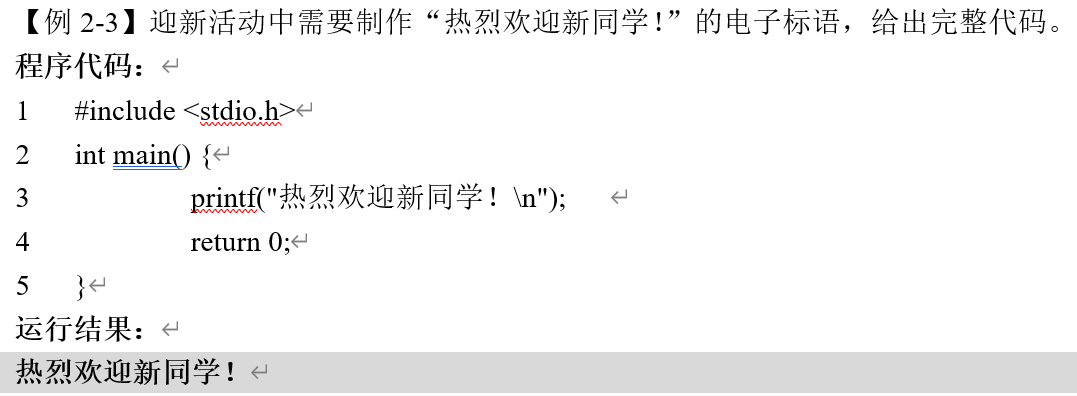 【例 2-3】迎新活动中需要制作“热烈欢迎新同学！”的电子标语，给出完整代码。
程序代码：↵
1 #include <stdio.h>↵
2 int main() {↵
3 printf("热烈欢迎新同学！\n"); ↵
4 return 0;↵
5 }↵
运行结果：↵
热烈欢迎新同学！↵